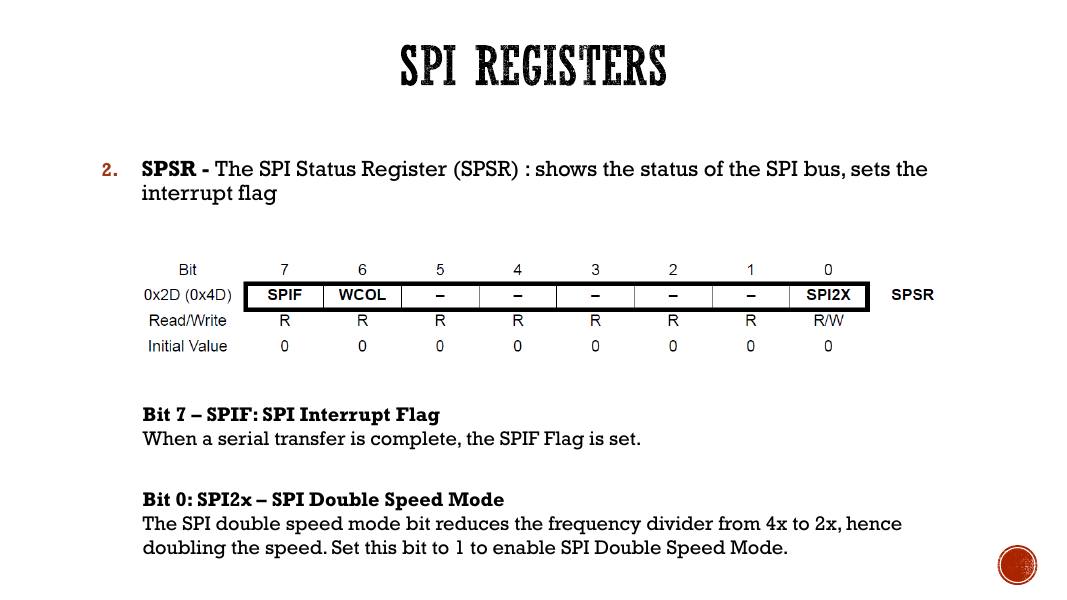 SPI REGISTERS
2. SPSR - The SPI Status Register (SPSR) : shows the status of the SPI bus, sets the
interrupt flag
Bit 7 6 5 4 3 2 1 0
0x2D (0x4D) SPIF WCOL – – – – – SPI2X SPSR
Read/Write R R R R R R R R/W
Initial Value 0 0 0 0 0 0 0 0
Bit 7 – SPIF: SPI Interrupt Flag
When a serial transfer is complete, the SPIF Flag is set.
Bit 0: SPI2x – SPI Double Speed Mode
The SPI double speed mode bit reduces the frequency divider from 4x to 2x, hence
doubling the speed. Set this bit to 1 to enable SPI Double Speed Mode.